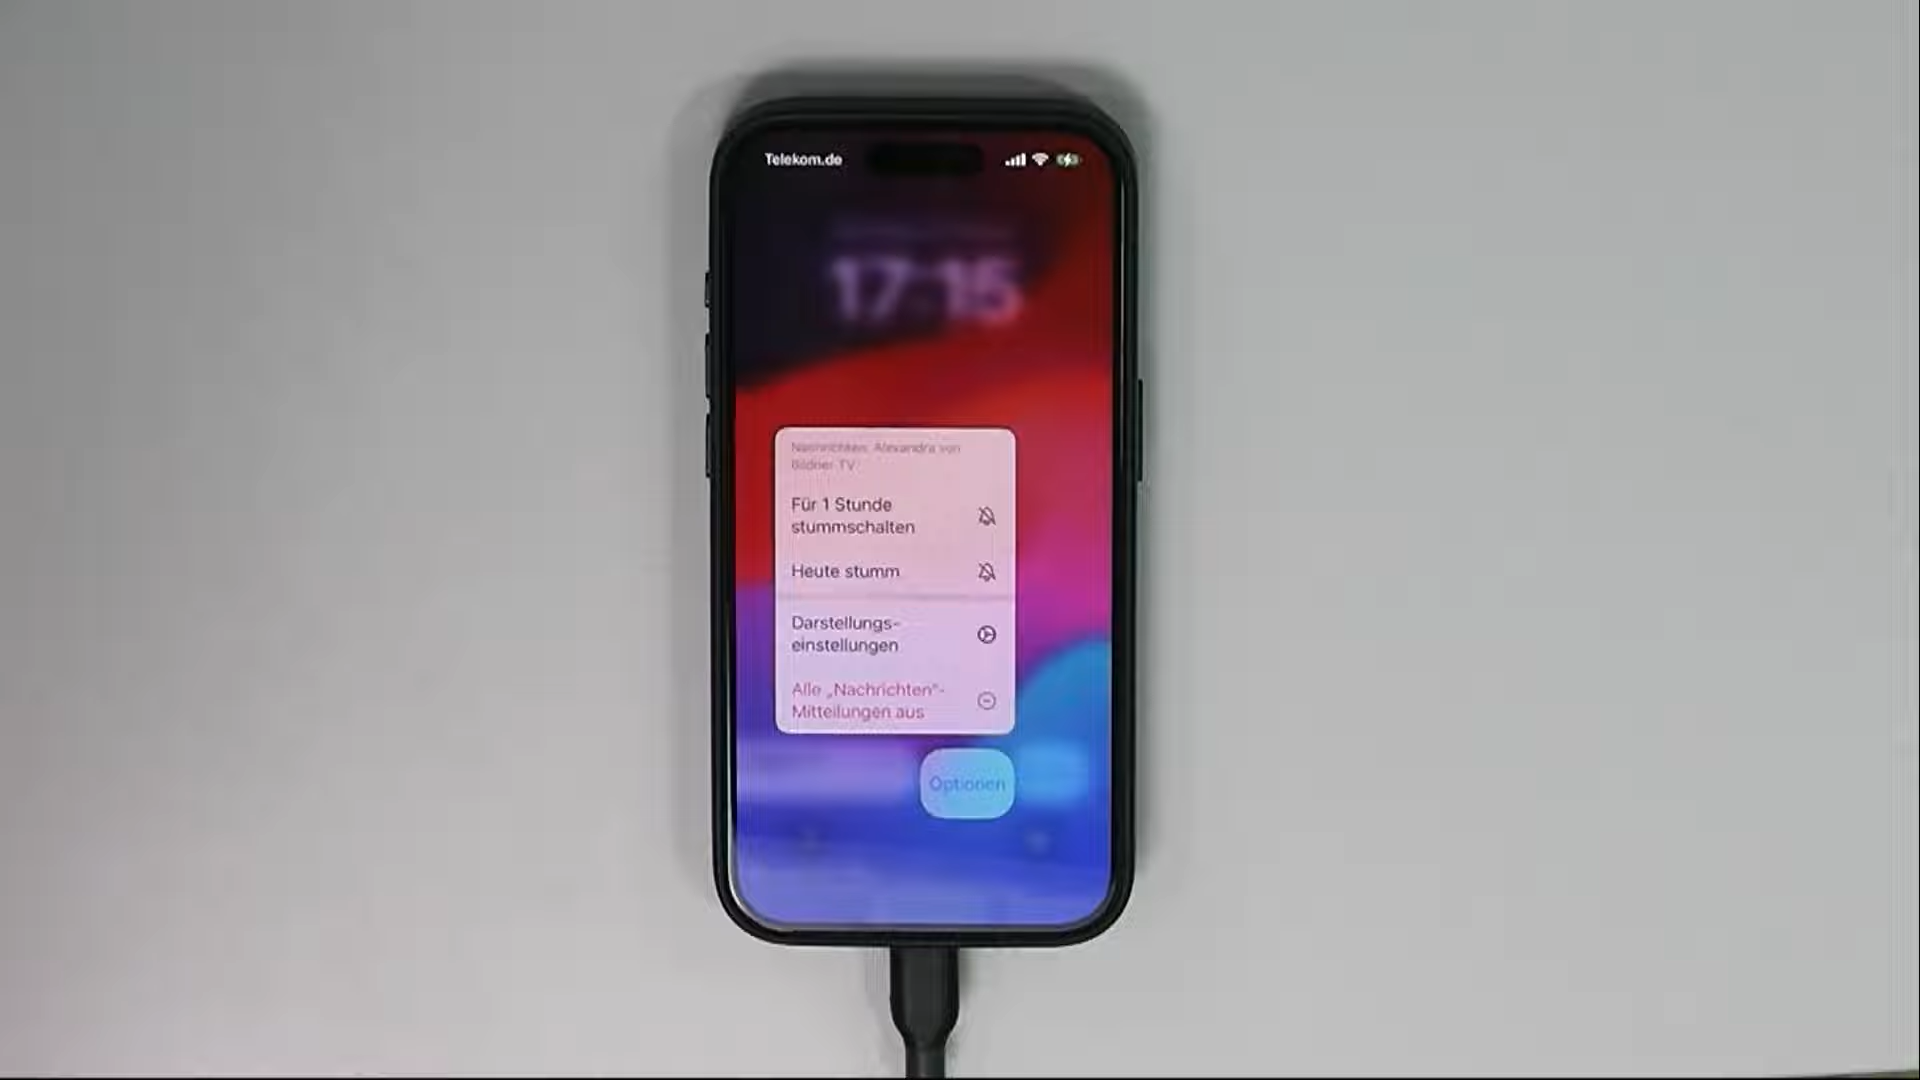 Telekom.de
17:15
Nachrichten: Alexandra von
Bildner TV
Für 1 Stunde
stummschalten
Heute stumm
Darstellungs-
einstellungen
Alle „Nachrichten"-
Mitteilungen aus
Optionen